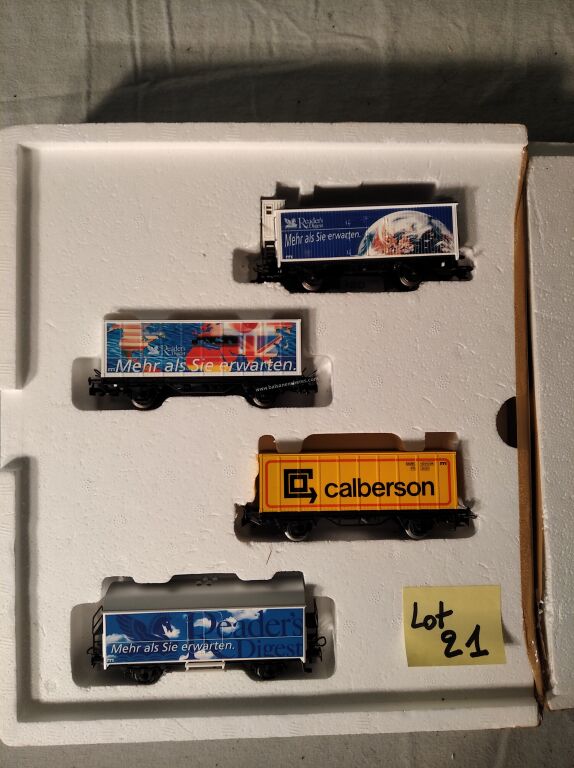 Reader's
Digest
Mehr als Sie erwarten.
Reader's
Digest
Mehr als Sie erwarten.
calberson
Reader's
Digest
Mehr als Sie erwarten.
Lot
21